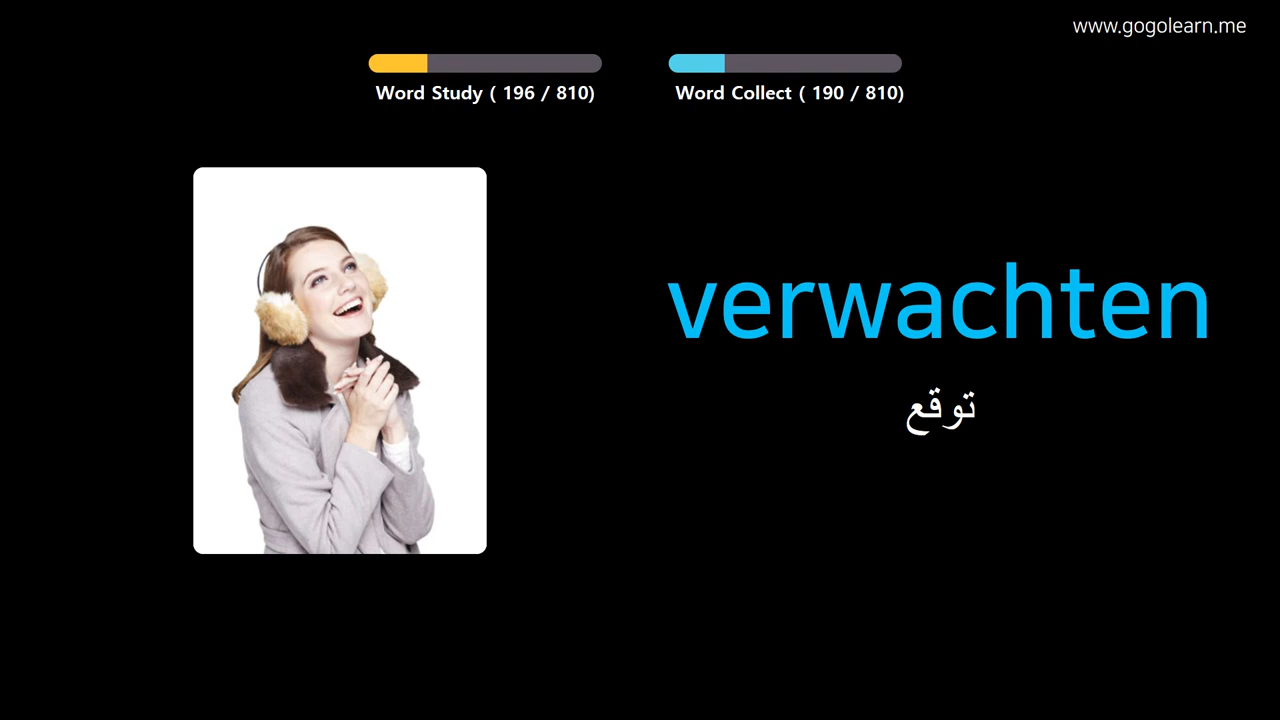 www.gogolearn.me
Word Study ( 196 / 810)
Word Collect ( 190 / 810)
verwachten
توقع